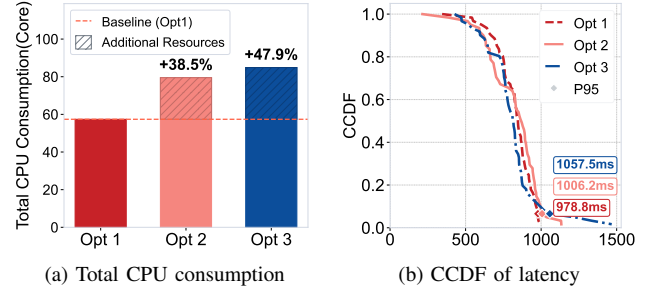 Total CPU Consumption(Core)
100
80
60
40
20
0
Baseline (Opt1)
Additional Resources
+38.5%
+47.9%
Opt 1
Opt 2
Opt 3
(a) Total CPU consumption
CCDF
1.0
0.8
0.6
0.4
0.2
0.0
Opt 1
Opt 2
Opt 3
P95
1057.5ms
1006.2ms
978.8ms
0
500
1000
1500
(b) CCDF of latency